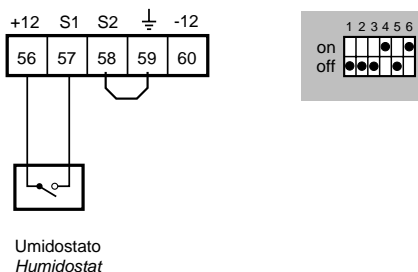 +12 S1 S2 -12
56 57 58 59 60
1 2 3 4 5 6
on
off
Umidostato
Humidostat